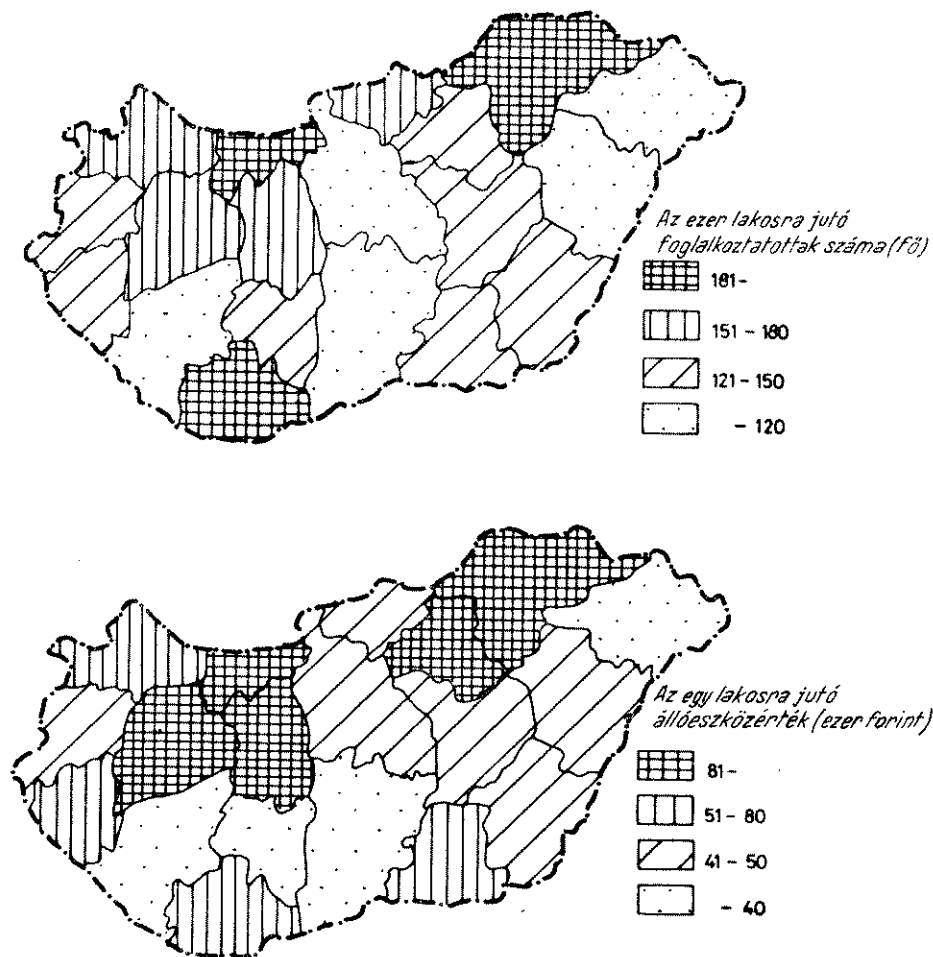 Az ezer lakosra jutó
foglalkoztatottak száma (fő)
181 -
151 - 180
121 - 150
- 120
Az egy lakosra jutó
állóeszközérték (ezer forint)
81 -
51 - 80
41 - 50
- 40